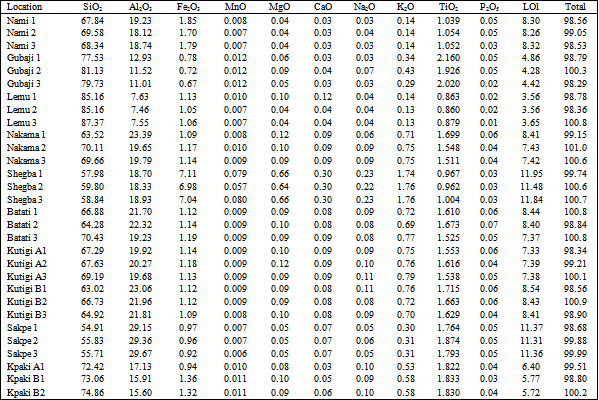 Location SiO₂ Al₂O₃ Fe₂O₃ MnO MgO CaO Na₂O K₂O TiO₂ P₂O₅ LOI Total
Nami 1 67.84 19.23 1.85 0.008 0.04 0.03 0.03 0.14 1.039 0.05 8.30 98.56
Nami 2 69.58 18.12 1.70 0.007 0.04 0.04 0.04 0.14 1.054 0.05 8.26 99.05
Nami 3 68.34 18.74 1.79 0.007 0.04 0.03 0.03 0.14 1.052 0.03 8.32 98.53
Gubaji 1 77.53 12.93 0.78 0.012 0.06 0.03 0.03 0.34 2.160 0.05 4.86 98.79
Gubaji 2 81.13 11.52 0.72 0.012 0.09 0.04 0.07 0.43 1.926 0.05 4.28 100.3
Gubaji 3 79.73 11.01 0.67 0.012 0.05 0.03 0.03 0.29 2.020 0.02 4.42 98.29
Lemu 1 85.16 7.63 1.13 0.010 0.10 0.12 0.04 0.14 0.863 0.02 3.56 98.78
Lemu 2 85.16 7.46 1.05 0.007 0.04 0.04 0.04 0.13 0.860 0.02 3.56 98.36
Lemu 3 87.37 7.55 1.06 0.007 0.04 0.04 0.04 0.13 0.879 0.01 3.65 100.8
Nakama 1 63.52 23.39 1.09 0.008 0.12 0.09 0.06 0.71 1.699 0.06 8.41 99.15
Nakama 2 70.11 19.65 1.17 0.010 0.10 0.09 0.09 0.75 1.548 0.04 7.43 101.0
Nakama 3 69.66 19.79 1.14 0.009 0.09 0.09 0.09 0.75 1.511 0.04 7.42 100.6
Shegba 1 57.98 18.70 7.11 0.079 0.66 0.30 0.23 1.74 0.967 0.03 11.95 99.74
Shegba 2 59.80 18.33 6.98 0.057 0.64 0.30 0.22 1.76 0.962 0.03 11.48 100.6
Shegba 3 58.84 18.93 7.04 0.080 0.66 0.30 0.23 1.76 1.004 0.03 11.84 100.7
Batati 1 66.88 21.70 1.12 0.009 0.09 0.08 0.09 0.72 1.610 0.06 8.44 100.8
Batati 2 64.28 22.32 1.14 0.009 0.10 0.08 0.08 0.69 1.673 0.07 8.40 98.84
Batati 3 70.43 19.23 1.19 0.009 0.09 0.09 0.08 0.77 1.525 0.05 7.37 100.8
Kutigi A1 67.29 19.92 1.14 0.009 0.10 0.09 0.09 0.75 1.553 0.06 7.33 98.34
Kutigi A2 67.63 20.27 1.18 0.009 0.12 0.09 0.10 0.76 1.616 0.04 7.39 99.21
Kutigi A3 69.19 19.68 1.13 0.009 0.09 0.09 0.11 0.79 1.538 0.05 7.38 100.1
Kutigi B1 63.02 23.06 1.12 0.009 0.09 0.08 0.11 0.76 1.715 0.06 8.54 98.56
Kutigi B2 66.73 21.96 1.12 0.009 0.09 0.08 0.08 0.72 1.663 0.06 8.43 100.9
Kutigi B3 64.92 21.81 1.09 0.008 0.10 0.08 0.09 0.70 1.629 0.04 8.41 98.90
Sakpe 1 54.91 29.15 0.97 0.007 0.05 0.07 0.05 0.30 1.764 0.05 11.37 98.68
Sakpe 2 55.83 29.36 0.96 0.007 0.05 0.07 0.06 0.31 1.874 0.05 11.31 99.88
Sakpe 3 55.71 29.67 0.92 0.006 0.05 0.07 0.05 0.31 1.793 0.05 11.36 99.99
Kpaki A1 72.42 17.13 0.94 0.010 0.08 0.03 0.10 0.53 1.822 0.04 6.40 99.51
Kpaki B1 73.06 15.91 1.36 0.011 0.10 0.05 0.09 0.58 1.833 0.03 5.77 98.80
Kpaki B2 74.86 15.60 1.32 0.011 0.09 0.06 0.10 0.58 1.830 0.04 5.72 100.2